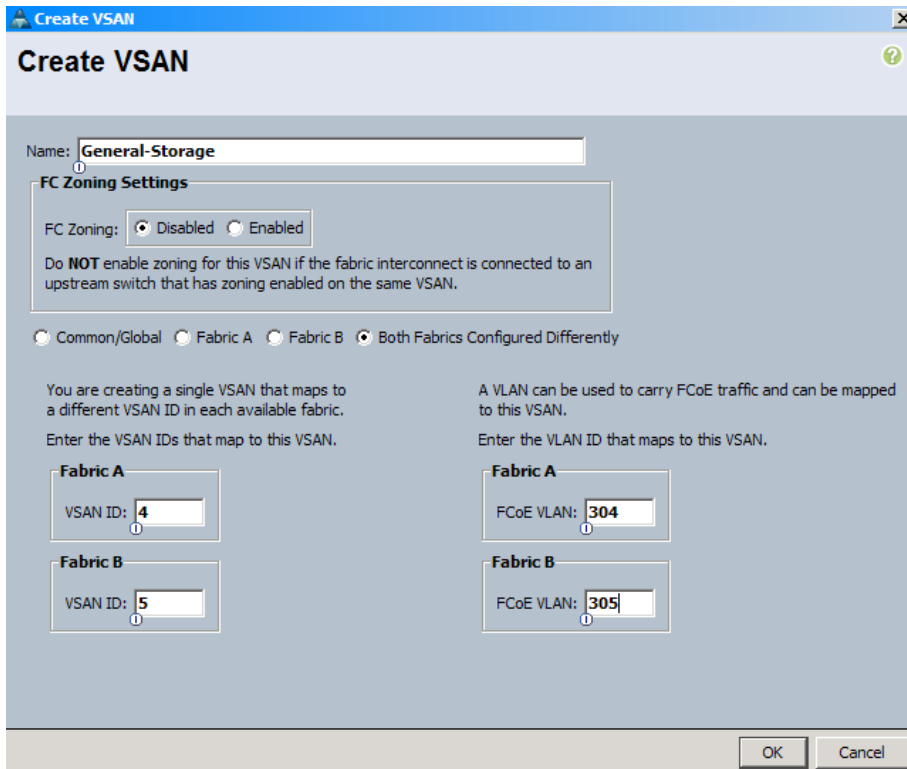 Create VSAN
Create VSAN
Name: General-Storage
FC Zoning Settings
FC Zoning: Disabled Enabled
Do NOT enable zoning for this VSAN if the fabric interconnect is connected to an
upstream switch that has zoning enabled on the same VSAN.
Common/Global Fabric A Fabric B Both Fabrics Configured Differently
You are creating a single VSAN that maps to
a different VSAN ID in each available fabric.
Enter the VSAN IDs that map to this VSAN.
Fabric A
VSAN ID: 4
Fabric B
VSAN ID: 5
A VLAN can be used to carry FCoE traffic and can be mapped
to this VSAN.
Enter the VLAN ID that maps to this VSAN.
Fabric A
FCoE VLAN: 304
Fabric B
FCoE VLAN: 305
OK Cancel